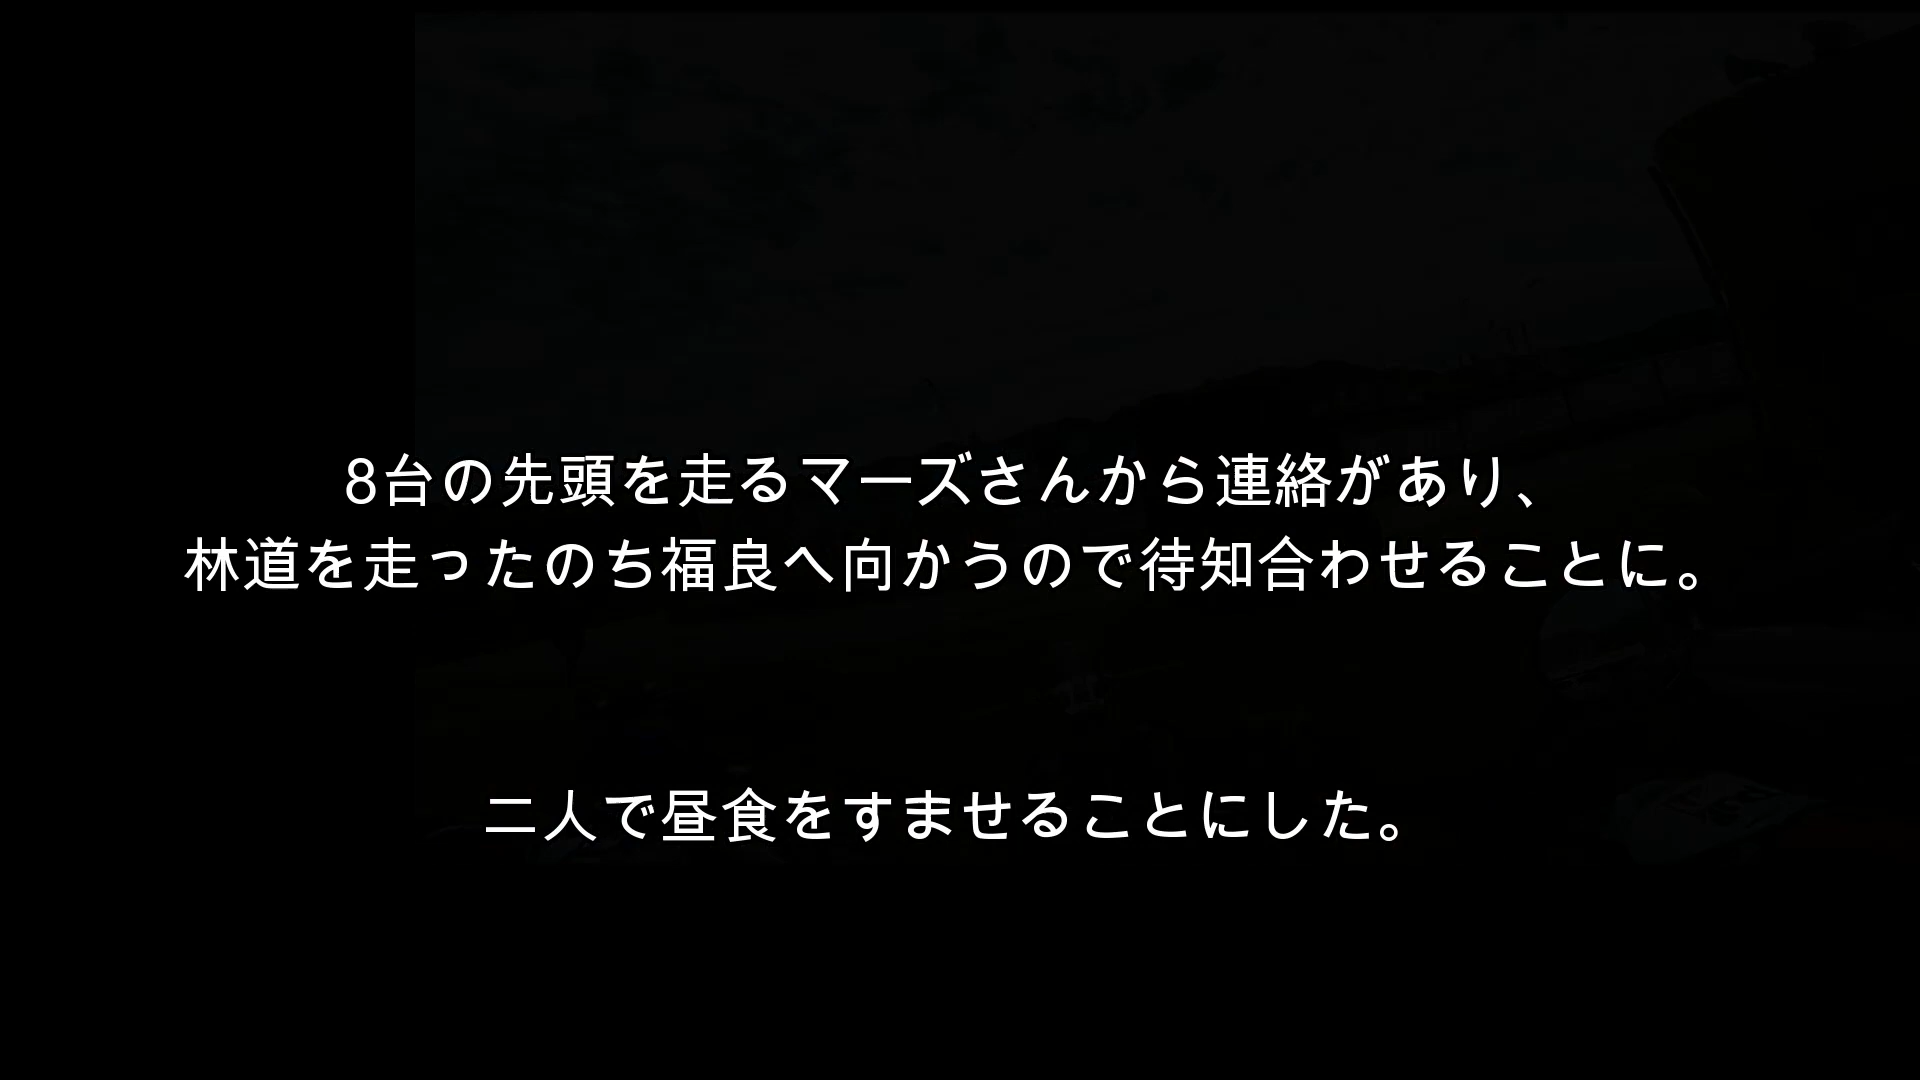 8台の先頭を走るマーズさんから連絡があり、
林道を走ったのち福良へ向かうので待知合わせることに。
二人で昼食をすませることにした。